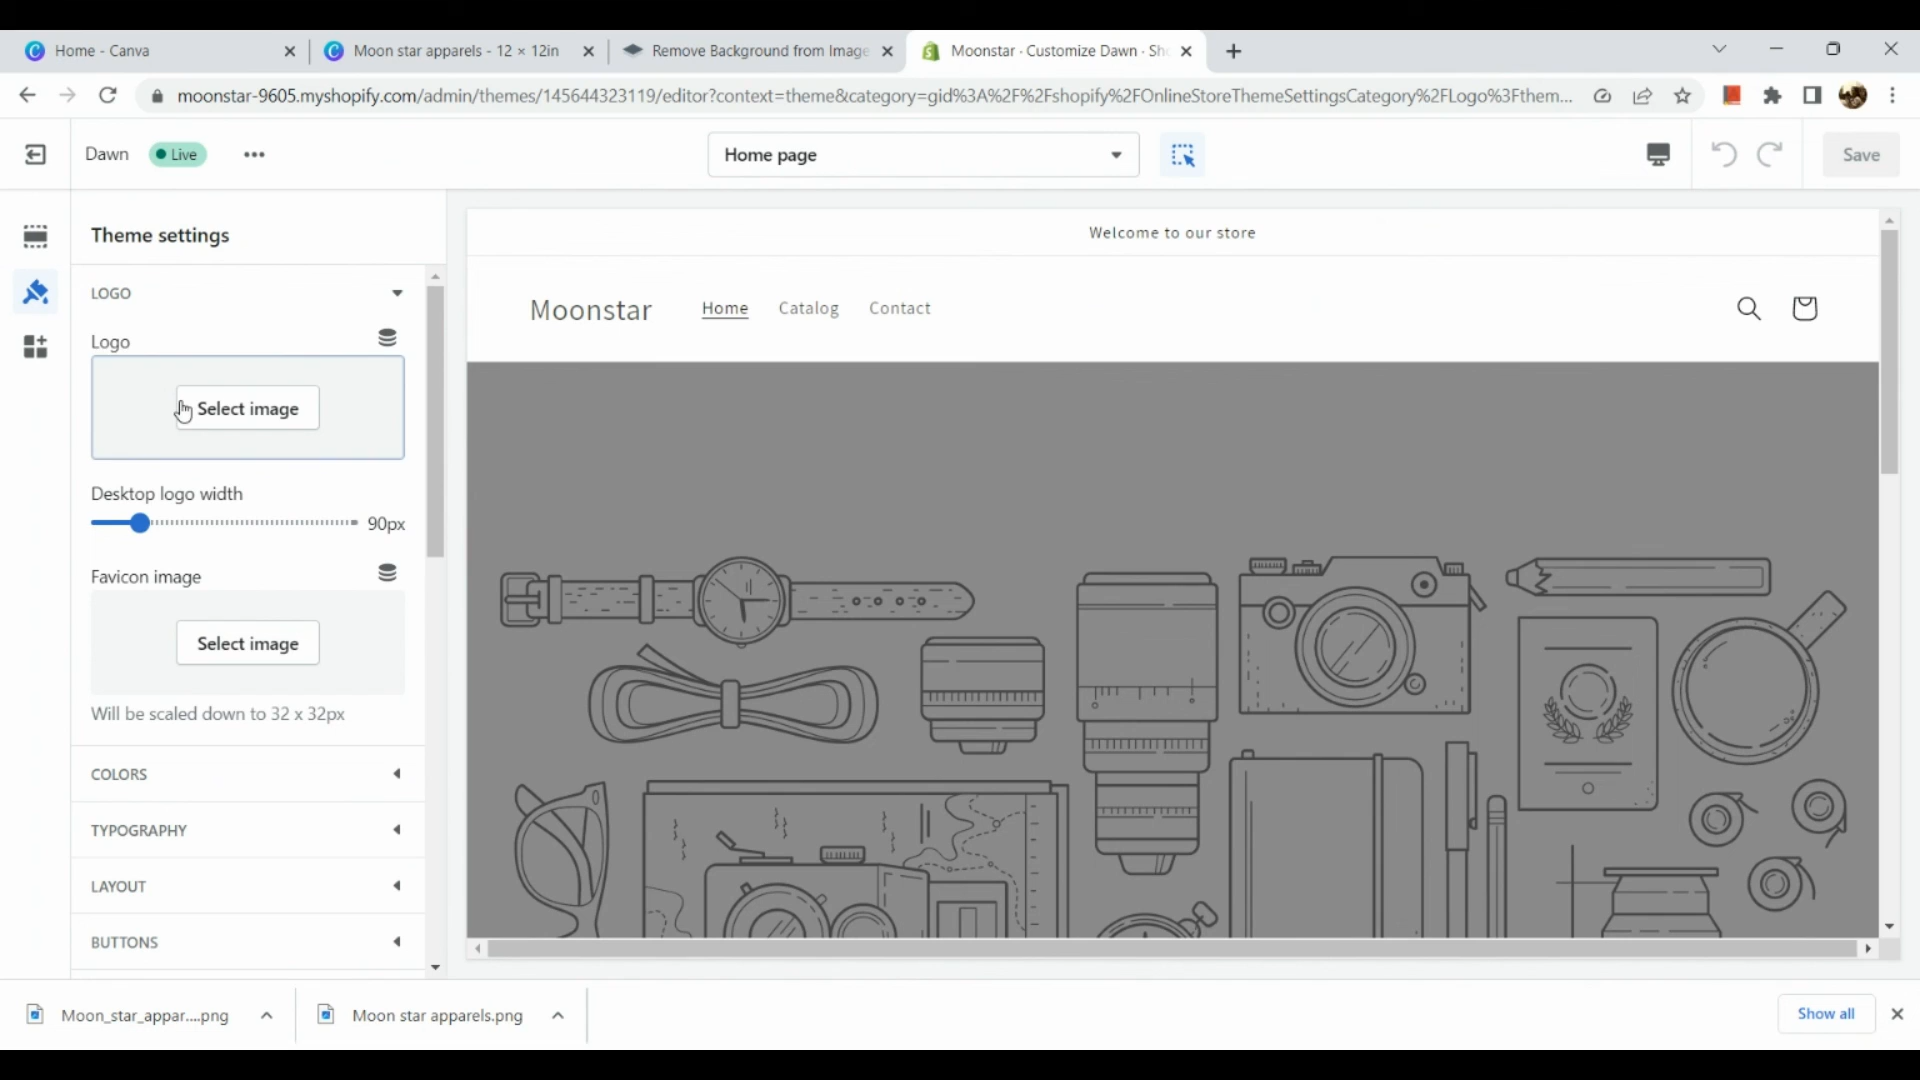 Home - Canva
Moon star apparels - 12 × 12in
Remove Background from Image
Moonstar · Customize Dawn · Sho
moonstar-9605.myshopify.com/admin/themes/145644323119/editor?context=theme&category=gid%3A%2F%2Fshopify%2FOnlineStoreThemeSettingsCategory%2FLogo%3Fthem...
Dawn
Live
Home page
Save
Theme settings
LOGO
Logo
Select image
Desktop logo width
90px
Favicon image
Select image
Will be scaled down to 32 x 32px
COLORS
TYPOGRAPHY
LAYOUT
BUTTONS
Welcome to our store
Moonstar
Home
Catalog
Contact
Moon_star_appar....png
Moon star apparels.png
Show all